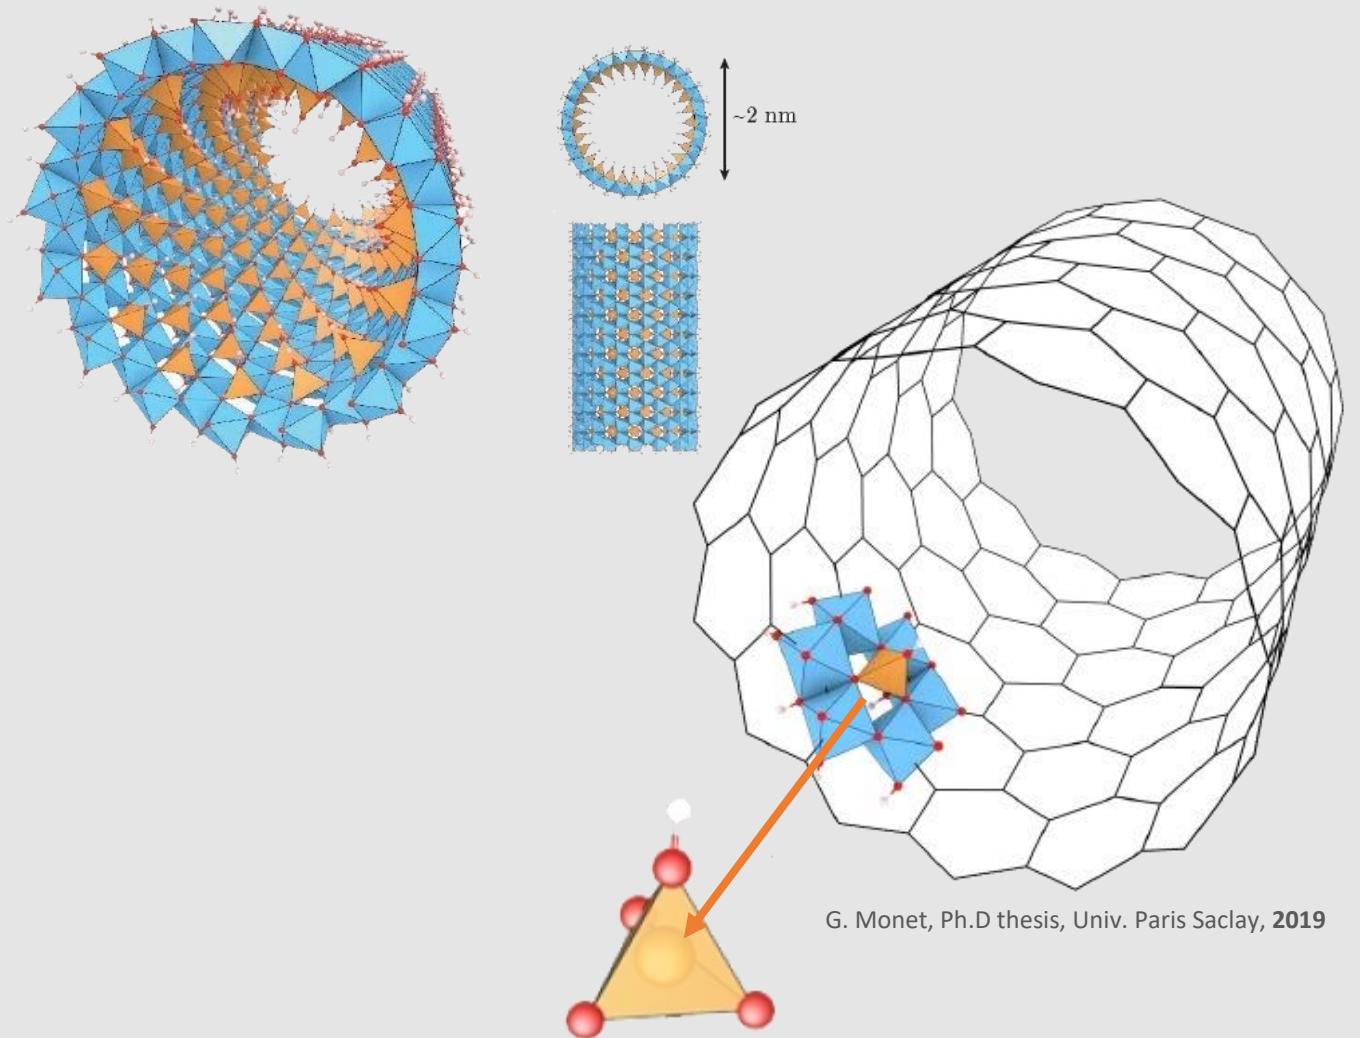 ~2 nm
G. Monet, Ph.D thesis, Univ. Paris Saclay, 2019